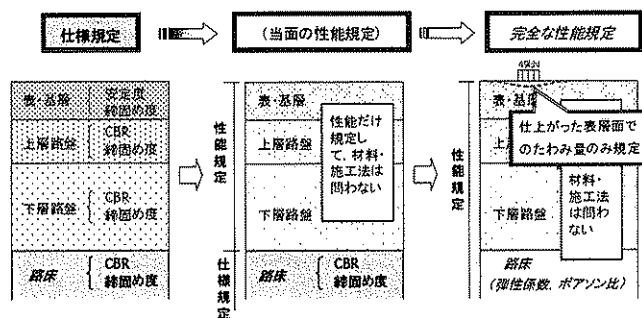 仕様規定
(当面の性能規定)
完全な性能規定
表・基層
安定度
締固め度
上層路盤
CBR
締固め度
下層路盤
CBR
締固め度
路床
CBR
締固め度
性能規定
仕様規定
表・基層
上層路盤
下層路盤
性能だけ
規定し
て、材料・
施工法は
問わない
路床
CBR
締固め度
性能規定
49kN
表・基層
仕上がった表層面で
のたわみ量のみ規定
下層路盤
材料・
施工法
は問わ
ない
路床
(弾性係数、ポアソン比)